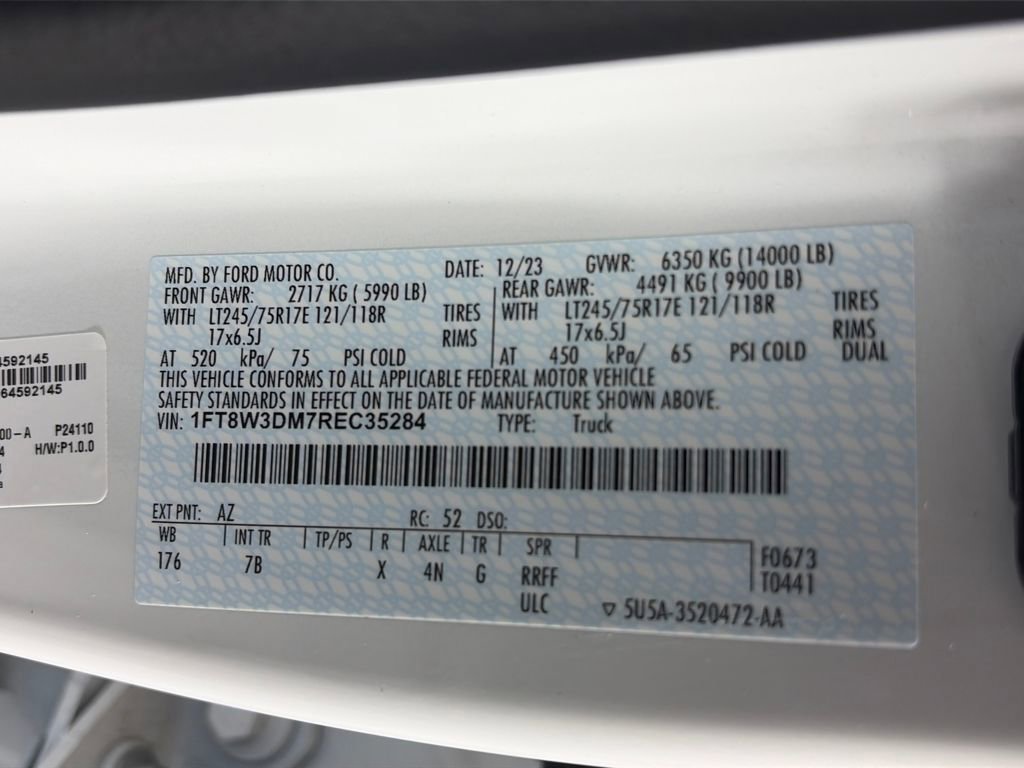 4592145
64592145
00-A P24110
4 H/W:P1.0.0
MFD. BY FORD MOTOR CO. DATE: 12/23 GVWR: 6350 KG (14000 LB)
FRONT GAWR: 2717 KG ( 5990 LB) REAR GAWR: 4491 KG ( 9900 LB)
WITH LT245/75R17E 121/118R TIRES WITH LT245/75R17E 121/118R TIRES
17x6.5J RIMS 17x6.5J RIMS
AT 520 kPa/ 75 PSI COLD AT 450 kPa/ 65 PSI COLD DUAL
THIS VEHICLE CONFORMS TO ALL APPLICABLE FEDERAL MOTOR VEHICLE
SAFETY STANDARDS IN EFFECT ON THE DATE OF MANUFACTURE SHOWN ABOVE.
VIN: 1FT8W3DM7REC35284 TYPE: Truck
EXT PNT: AZ RC: 52 DSO:
WB INT TR TP/PS R AXLE TR SPR F0673
176 7B X 4N G RRFF T0441
ULC ▽ 5U5A-3520472-AA